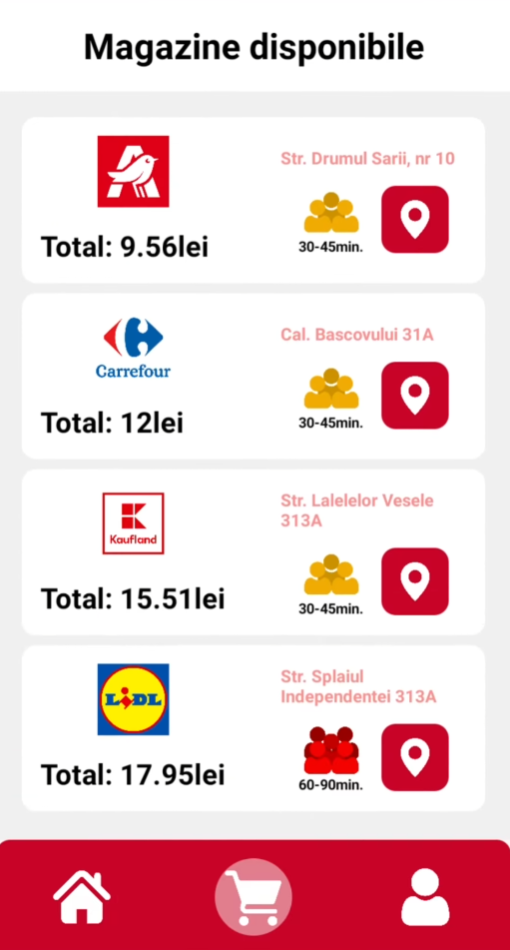 Magazine disponibile
Str. Drumul Sarii, nr 10
30-45min.
Total: 9.56lei
Carrefour
Cal. Bascovului 31A
30-45min.
Total: 12lei
Kaufland
Str. Lalelelor Vesele
313A
30-45min.
Total: 15.51lei
LIDL
Str. Splaiul
Independentei 313A
60-90min.
Total: 17.95lei